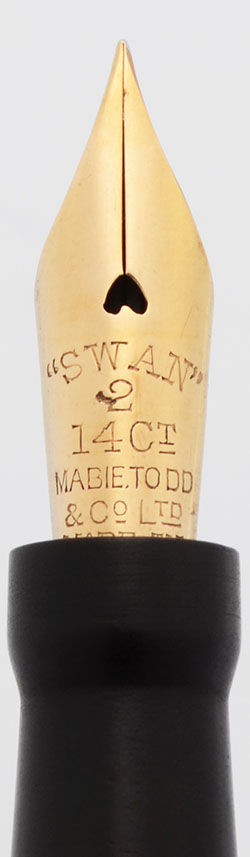 "SWAN"
2
14CT
MABIE.TODD
& Co LTD